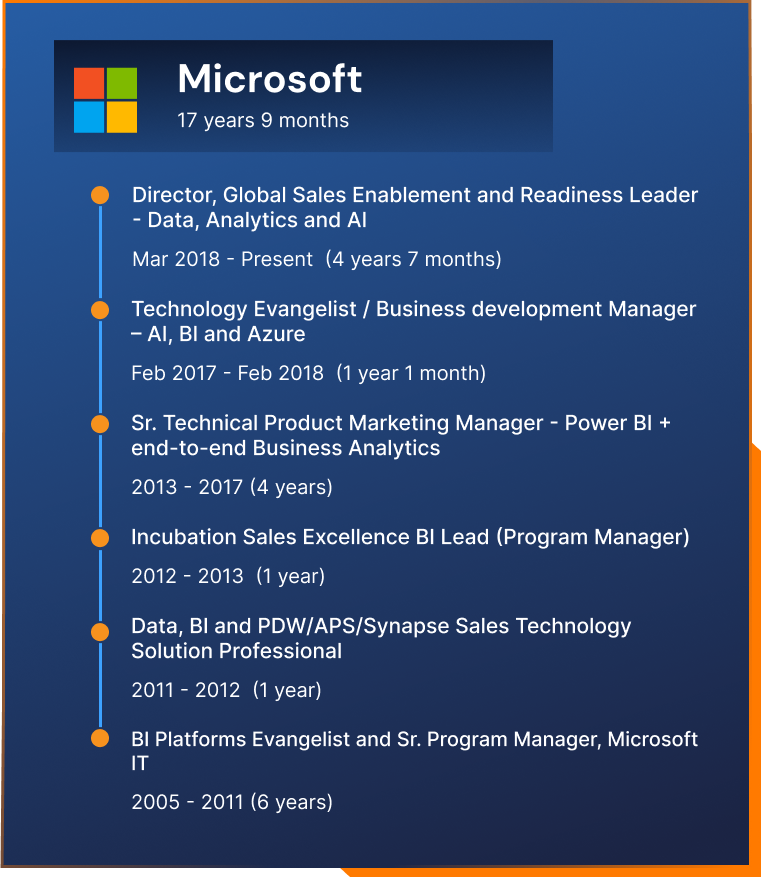 Microsoft
17 years 9 months
Director, Global Sales Enablement and Readiness Leader
- Data, Analytics and AI
Mar 2018 - Present (4 years 7 months)
Technology Evangelist / Business development Manager
– AI, BI and Azure
Feb 2017 - Feb 2018 (1 year 1 month)
Sr. Technical Product Marketing Manager - Power BI +
end-to-end Business Analytics
2013 - 2017 (4 years)
Incubation Sales Excellence BI Lead (Program Manager)
2012 - 2013 (1 year)
Data, BI and PDW/APS/Synapse Sales Technology
Solution Professional
2011 - 2012 (1 year)
BI Platforms Evangelist and Sr. Program Manager, Microsoft
IT
2005 - 2011 (6 years)